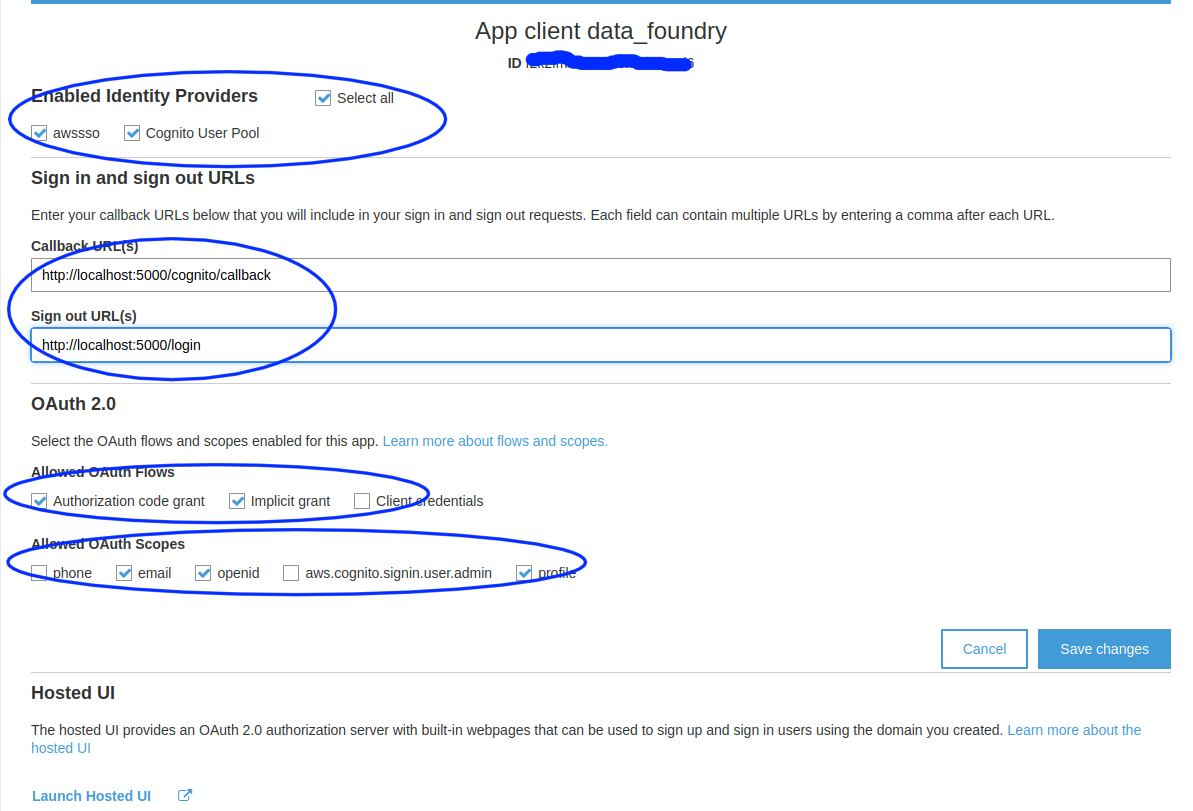 App client data_foundry
ID
Enabled Identity Providers Select all
awssso Cognito User Pool
Sign in and sign out URLs
Enter your callback URLs below that you will include in your sign in and sign out requests. Each field can contain multiple URLs by entering a comma after each URL.
Callback URL(s)
http://localhost:5000/cognito/callback
Sign out URL(s)
http://localhost:5000/login
OAuth 2.0
Select the OAuth flows and scopes enabled for this app. Learn more about flows and scopes.
Allowed OAuth Flows
Authorization code grant Implicit grant Client credentials
Allowed OAuth Scopes
phone email openid aws.cognito.signin.user.admin profile
Cancel Save changes
Hosted UI
The hosted UI provides an OAuth 2.0 authorization server with built-in webpages that can be used to sign up and sign in users using the domain you created. Learn more about the
hosted UI
Launch Hosted UI